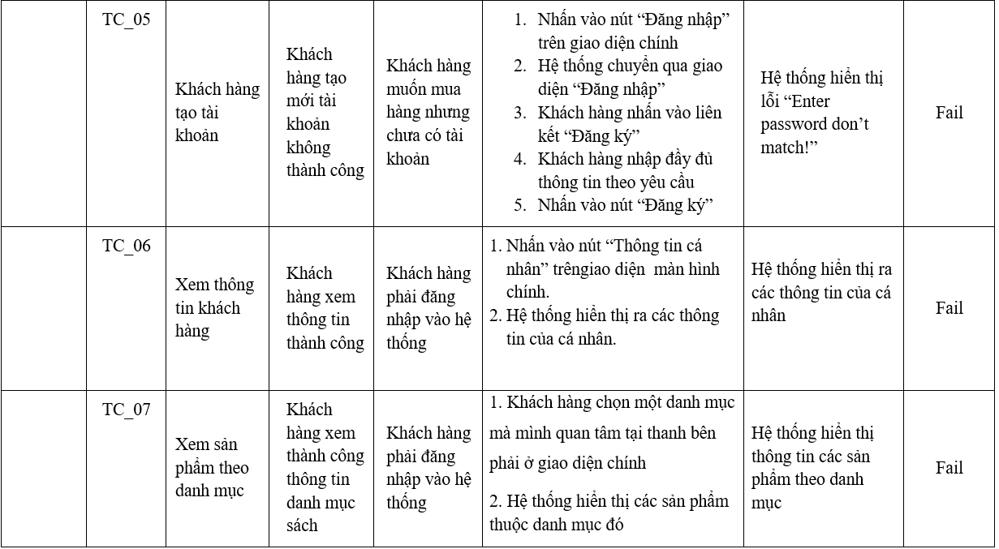 TC_05
Khách hàng
tạo tài
khoản
Khách
hàng tạo
mới tài
khoản
không
thành công
Khách hàng
muốn mua
hàng nhưng
chưa có tài
khoản
1. Nhấn vào nút “Đăng nhập”
trên giao diện chính
2. Hệ thống chuyển qua giao
diện “Đăng nhập”
3. Khách hàng nhấn vào liên
kết “Đăng ký”
4. Khách hàng nhập đầy đủ
thông tin theo yêu cầu
5. Nhấn vào nút “Đăng ký”
Hệ thống hiển thị
lỗi “Enter
password don’t
match!”
Fail
TC_06
Xem thông
tin khách
hàng
Khách
hàng xem
thông tin
thành công
Khách hàng
phải đăng
nhập vào hệ
thống
1. Nhấn vào nút “Thông tin cá
nhân” trêngiao diện  màn hình
chính.
2. Hệ thống hiển thị ra các thông
tin của cá nhân.
Hệ thống hiển thị ra
các thông tin của cá
nhân
Fail
TC_07
Xem sản
phẩm theo
danh mục
Khách
hàng xem
thành công
thông tin
danh mục
sách
Khách hàng
phải đăng
nhập vào hệ
thống
1. Khách hàng chọn một danh mục
mà mình quan tâm tại thanh bên
phải ở giao diện chính
2. Hệ thống hiển thị các sản phẩm
thuộc danh mục đó
Hệ thống hiển thị
thông tin các sản
phẩm theo danh
mục
Fail